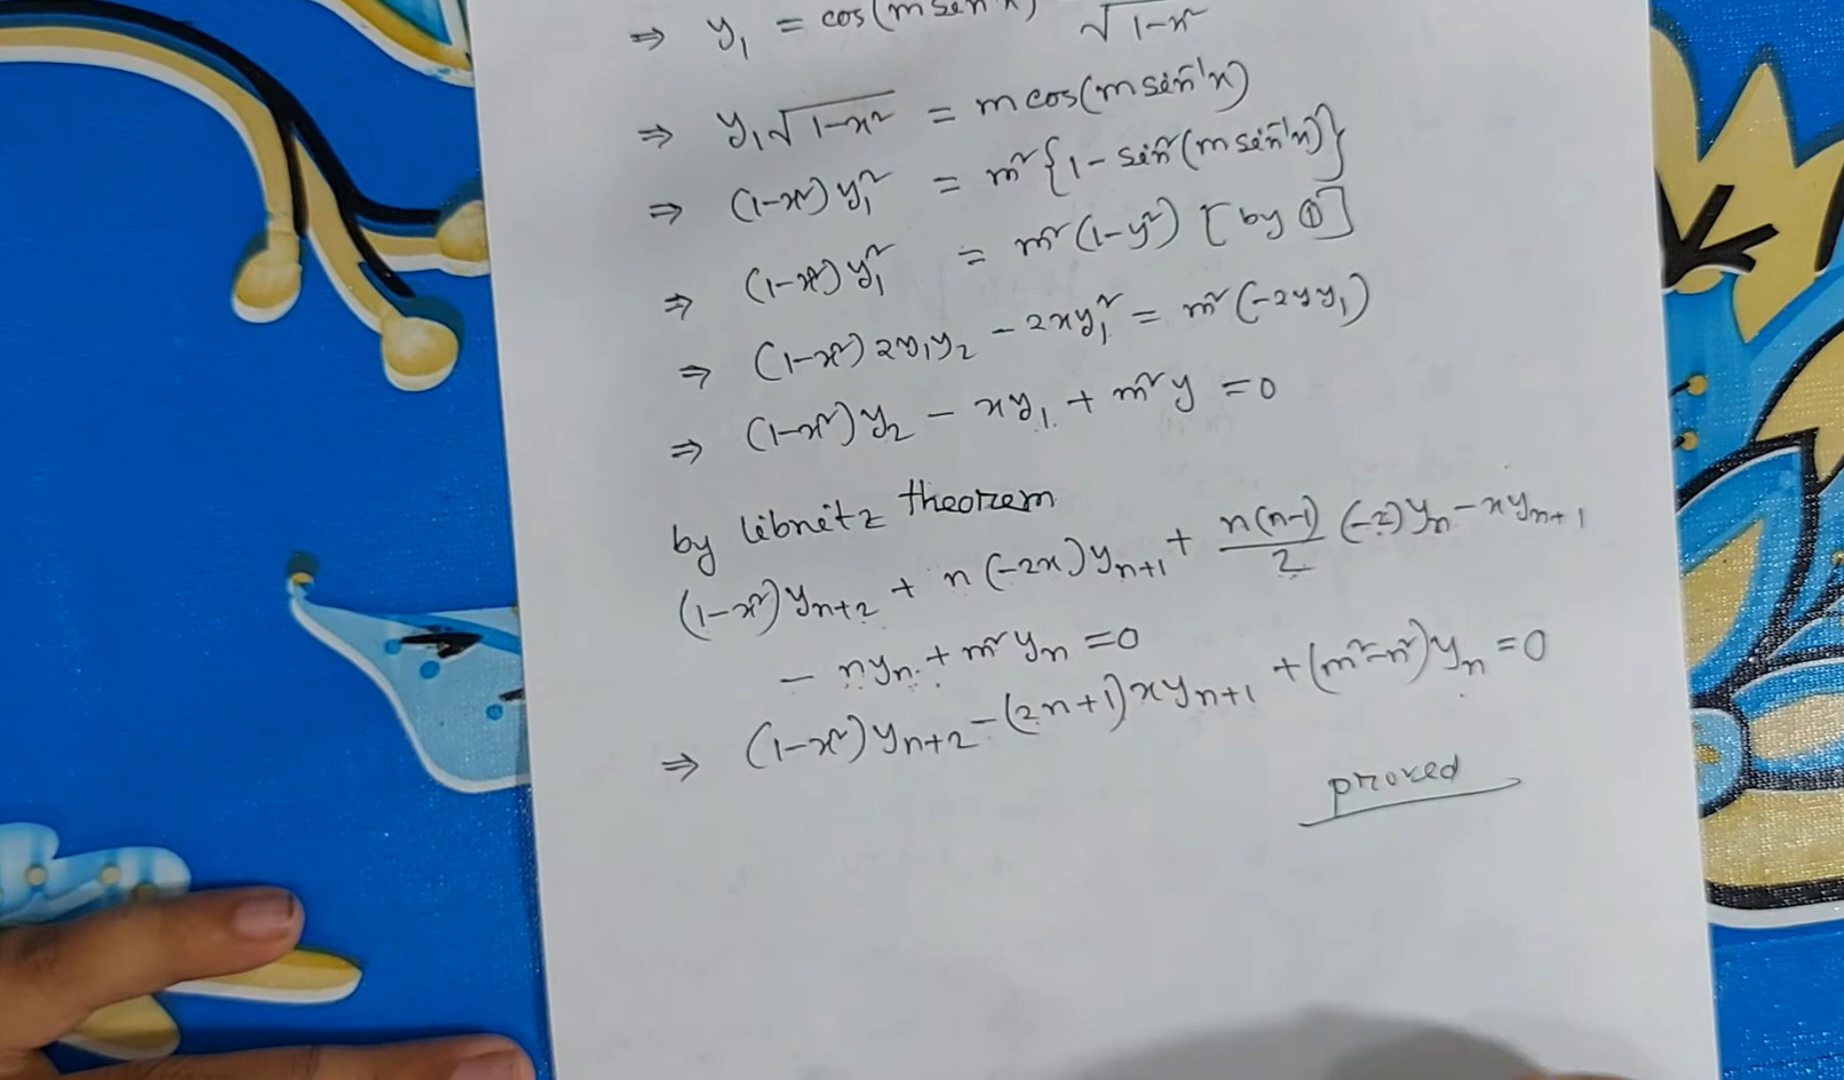 ⇒ y₁ = cos(m sin⁻¹x) √1-x²
⇒ y₁√1-x² = m cos(m sin⁻¹x)
⇒ (1-x²) y₁² = m² {1 - sin²(m sin⁻¹x)}
⇒ (1-x²) y₁² = m² (1-y²) [by ①]
⇒ (1-x²) 2y₁y₂ - 2xy₁² = m² (-2yy₁)
⇒ (1-x²) y₂ - xy₁ + m²y = 0
by libnitz theorem
(1-x²) yₙ₊₂ + n (-2x) yₙ₊₁ + n(n-1)/2 (-2) yₙ - xyₙ₊₁
- nyₙ + m² yₙ = 0
⇒ (1-x²) yₙ₊₂ - (2n+1) xyₙ₊₁ + (m²-n²) yₙ = 0
proved